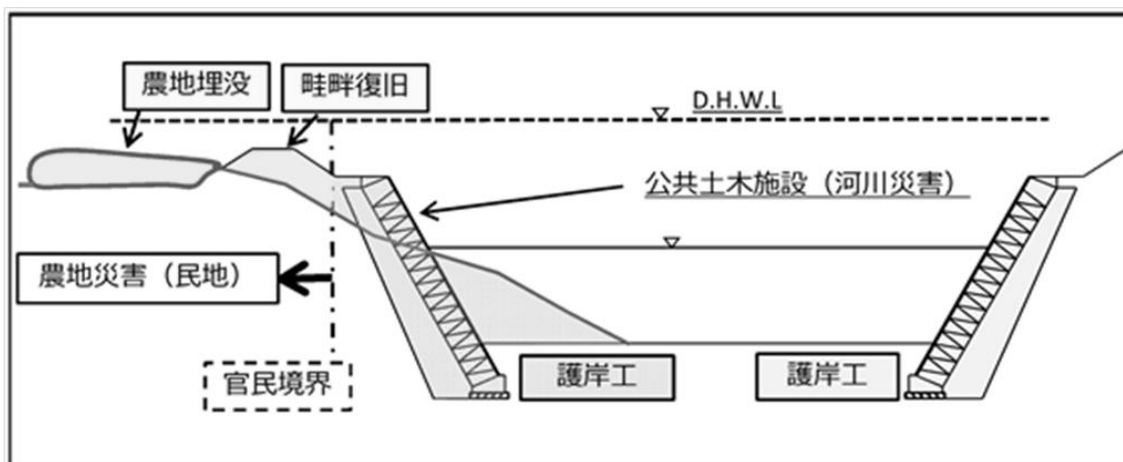 農地埋没
畦畔復旧
D.H.W.L
公共土木施設（河川災害）
農地災害（民地）
官民境界
護岸工
護岸工